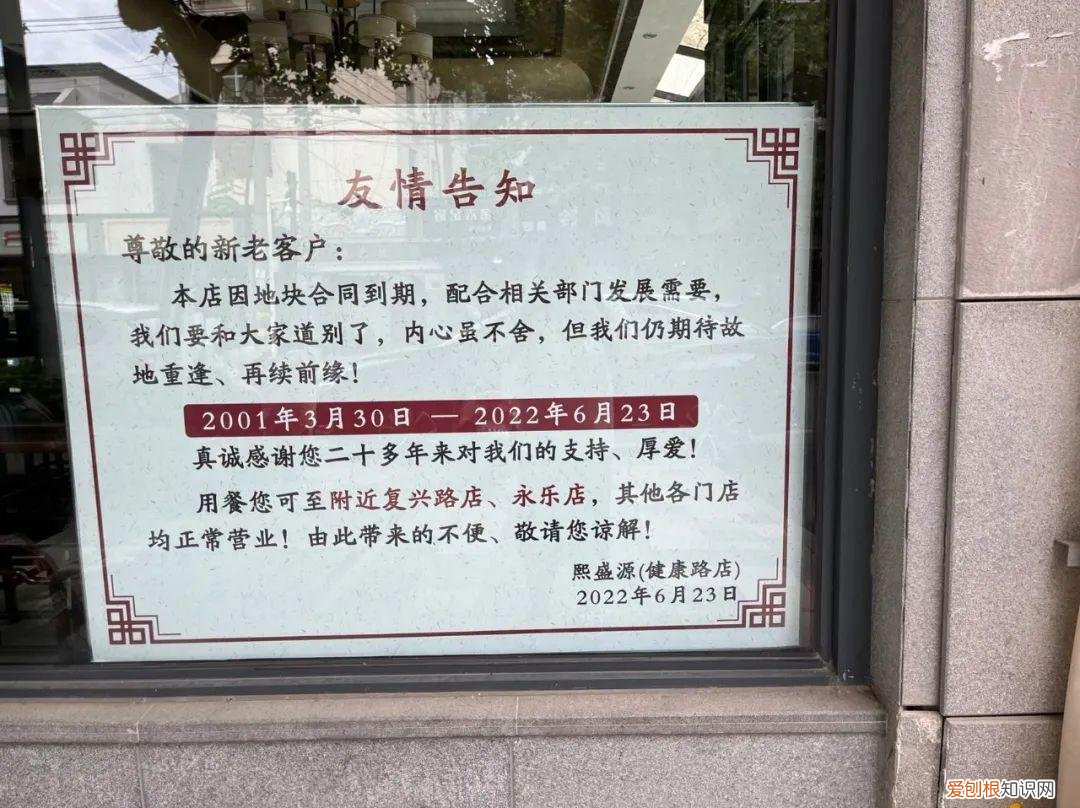 友情告知
尊敬的新老客户：
本店因地块合同到期，配合相关部门发展需要，
我们要和大家道别了，内心虽不舍，但我们仍期待故
地重逢、再续前缘！
2001年3月30日 — 2022年6月23日
真诚感谢您二十多年来对我们的支持、厚爱！
用餐您可至附近复兴路店、永乐店，其他各门店
均正常营业！由此带来的不便、敬请您谅解！
熙盛源(健康路店)
2022年6月23日
爱刨根知识网